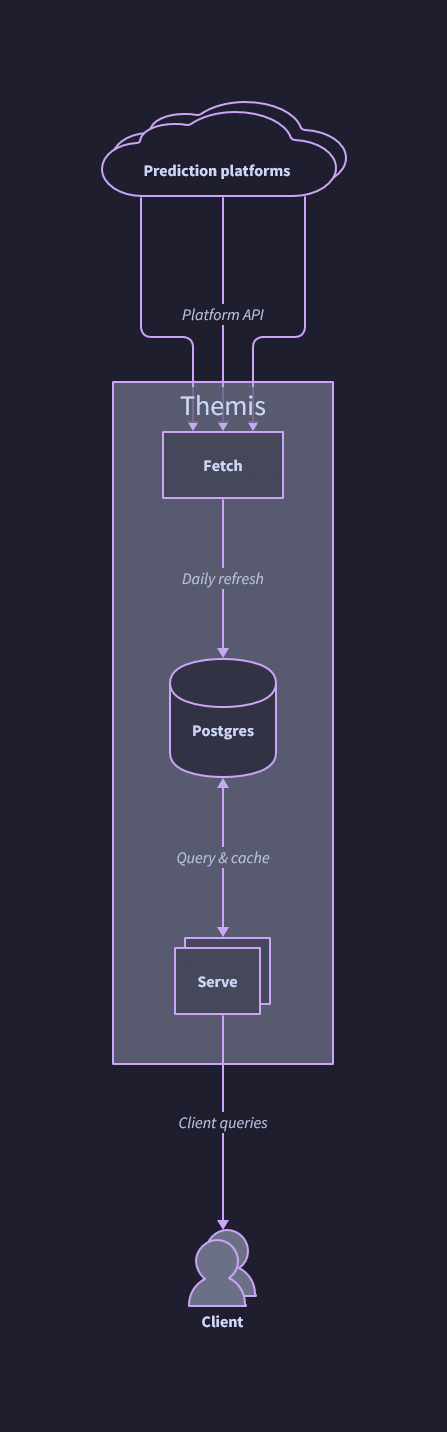 Prediction platforms
Platform API
Themis
Fetch
Daily refresh
Postgres
Query & cache
Serve
Client queries
Client